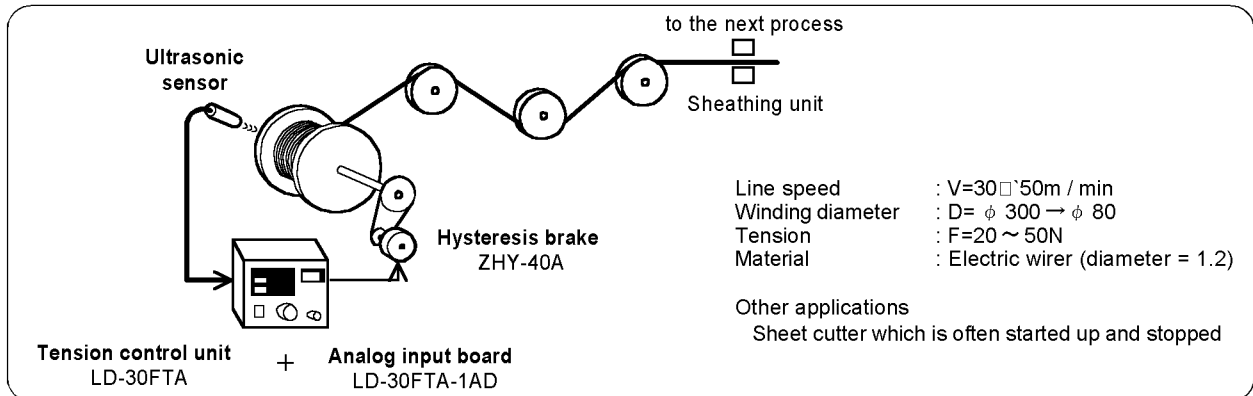 to the next process
Ultrasonic
sensor
Sheathing unit
Line speed : V=30□`50m / min
Winding diameter : D= φ 300 → φ 80
Tension : F=20 ~ 50N
Material : Electric wirer (diameter = 1.2)
Hysteresis brake
ZHY-40A
Other applications
Sheet cutter which is often started up and stopped
Tension control unit + Analog input board
LD-30FTA LD-30FTA-1AD